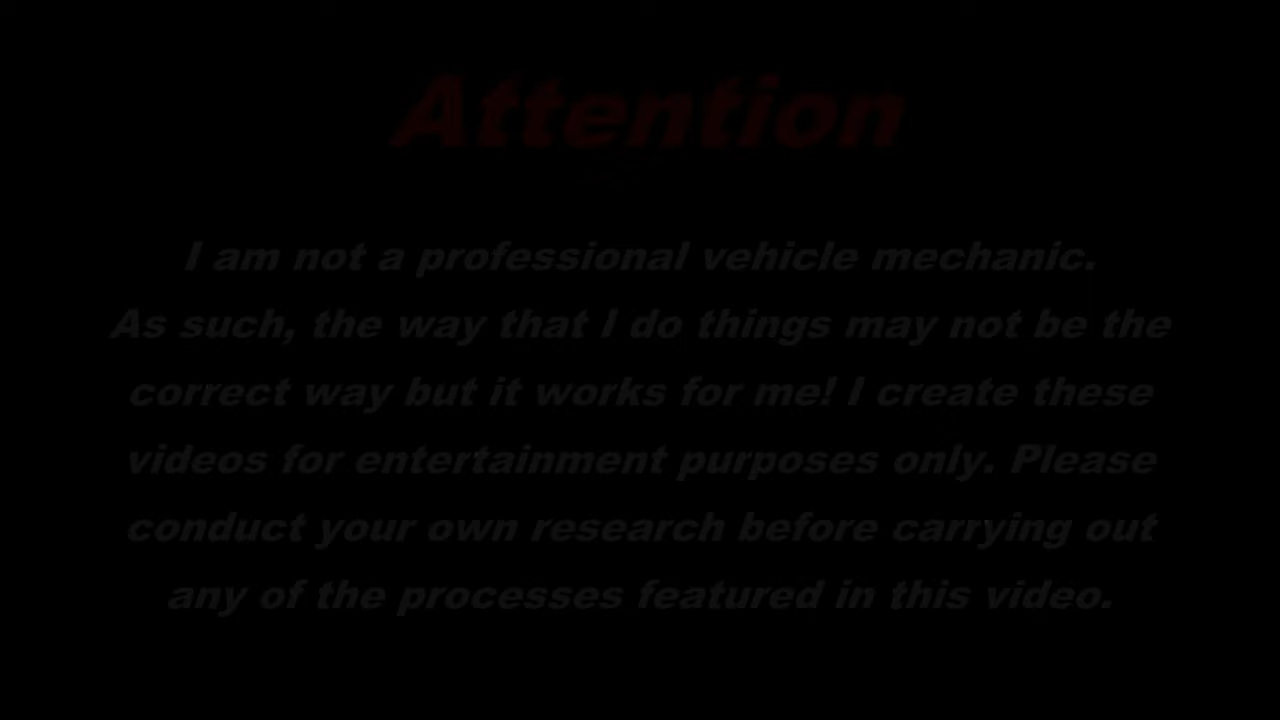 Attention
I am not a professional vehicle mechanic.
As such, the way that I do things may not be the
correct way but it works for me! I create these
videos for entertainment purposes only. Please
conduct your own research before carrying out
any of the processes featured in this video.